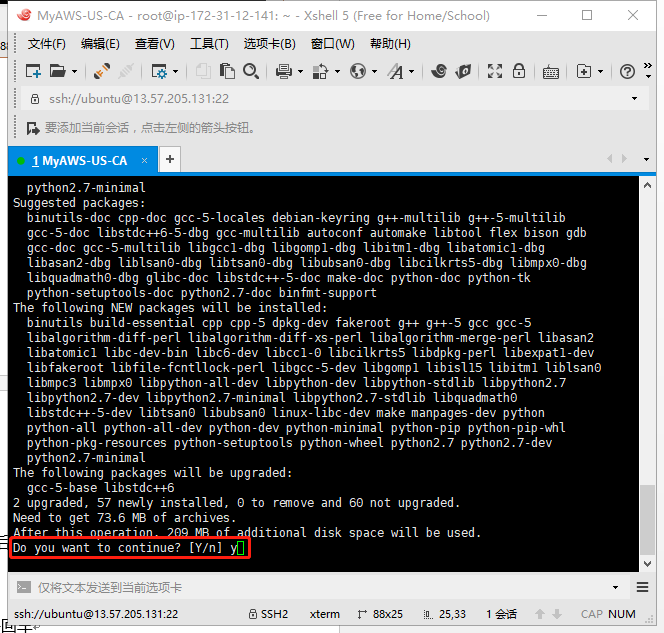 MyAWS-US-CA - root@ip-172-31-12-141: ~ - Xshell 5 (Free for Home/School)
文件(F) 编辑(E) 查看(V) 工具(T) 选项卡(B) 窗口(W) 帮助(H)
ssh://ubuntu@13.57.205.131:22
要添加当前会话，点击左侧的箭头按钮。
1 MyAWS-US-CA × +
python2.7-minimal
Suggested packages:
binutils-doc cpp-doc gcc-5-locales debian-keyring g++-multilib g++-5-multilib
gcc-5-doc libstdc++6-5-dbg gcc-multilib autoconf automake libtool flex bison gdb
gcc-doc gcc-5-multilib libgcc1-dbg libgomp1-dbg libitm1-dbg libatomic1-dbg
libasan2-dbg liblsan0-dbg libtsan0-dbg libubsan0-dbg libcilkrts5-dbg libmpx0-dbg
libquadmath0-dbg glibc-doc libstdc++-5-doc make-doc python-doc python-tk
python-setuptools-doc python2.7-doc binfmt-support
The following NEW packages will be installed:
binutils build-essential cpp cpp-5 dpkg-dev fakeroot g++ g++-5 gcc gcc-5
libalgorithm-diff-perl libalgorithm-diff-xs-perl libalgorithm-merge-perl libasan2
libatomic1 libc-dev-bin libc6-dev libcc1-0 libcilkrts5 libdpkg-perl libexpat1-dev
libfakeroot libfile-fcntllock-perl libgcc-5-dev libgomp1 libisl15 libitm1 liblsan0
libmpc3 libmpx0 libpython-all-dev libpython-dev libpython-stdlib libpython2.7
libpython2.7-dev libpython2.7-minimal libpython2.7-stdlib libquadmath0
libstdc++-5-dev libtsan0 libubsan0 linux-libc-dev make manpages-dev python
python-all python-all-dev python-dev python-minimal python-pip python-pip-whl
python-pkg-resources python-setuptools python-wheel python2.7 python2.7-dev
python2.7-minimal
The following packages will be upgraded:
gcc-5-base libstdc++6
2 upgraded, 57 newly installed, 0 to remove and 60 not upgraded.
Need to get 73.6 MB of archives.
After this operation, 209 MB of additional disk space will be used.
Do you want to continue? [Y/n] y
仅将文本发送到当前选项卡
ssh://ubuntu@13.57.205.131:22 SSH2 xterm 88x25 25,33 1 会话 CAP NUM